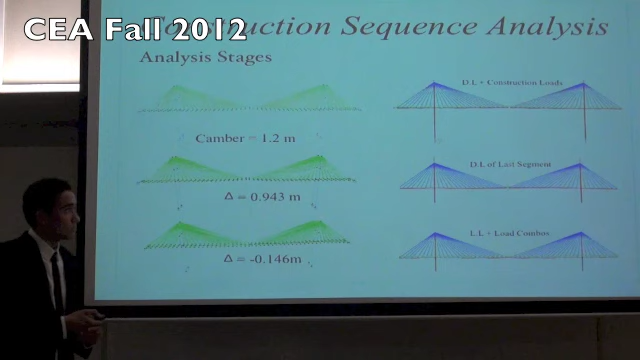 CEA Fall 2012
Construction Sequence Analysis
Analysis Stages
D.L + Construction Loads
Camber = 1.2 m
D.L of Last Segment
Δ = 0.943 m
L.L + Load Combos
Δ = -0.146m